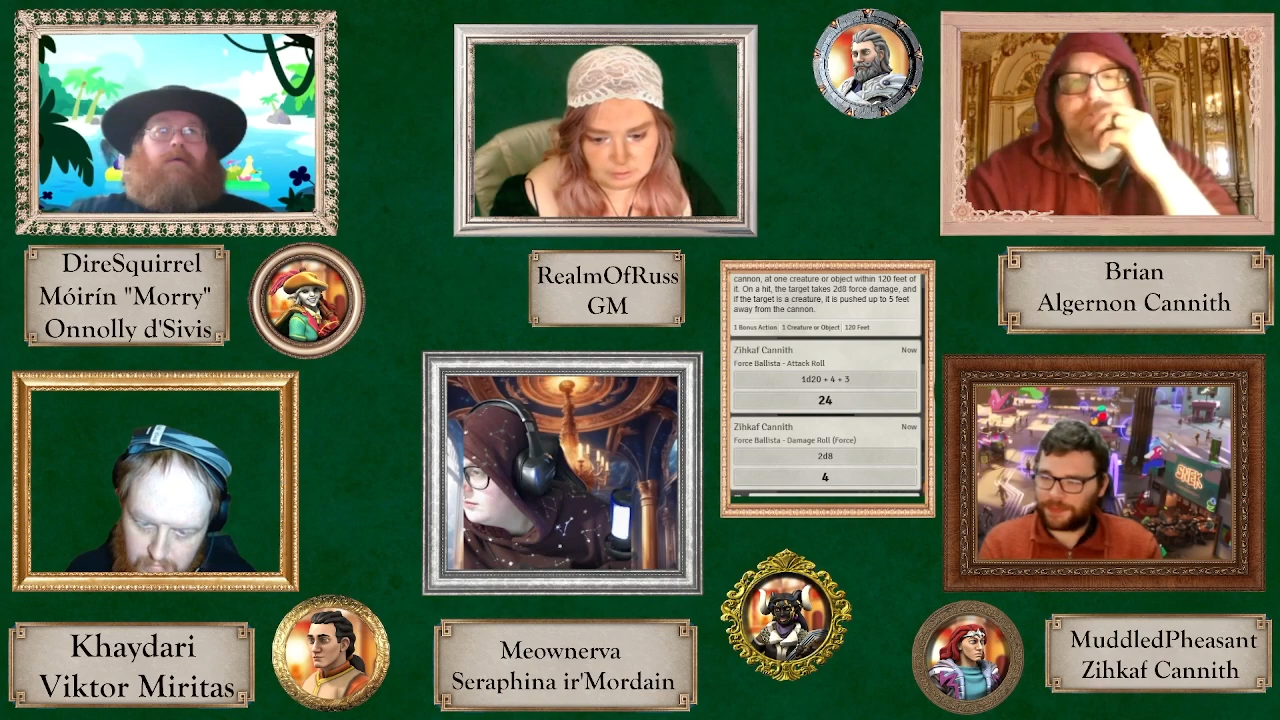 DireSquirrel
Móirín "Morry"
Onnolly d'Sivis
RealmOfRuss
GM
Brian
Algernon Cannith
cannon, at one creature or object within 120 feet of
it. On a hit, the target takes 2d8 force damage, and
if the target is a creature, it is pushed up to 5 feet
away from the cannon.
1 Bonus Action 1 Creature or Object 120 Feet
Zihkaf Cannith Now
Force Ballista - Attack Roll
1d20 + 4 + 3
24
Zihkaf Cannith Now
Force Ballista - Damage Roll (Force)
2d8
4
SNEK
Khaydari
Viktor Miritas
Meownerva
Seraphina ir'Mordain
MuddledPheasant
Zihkaf Cannith